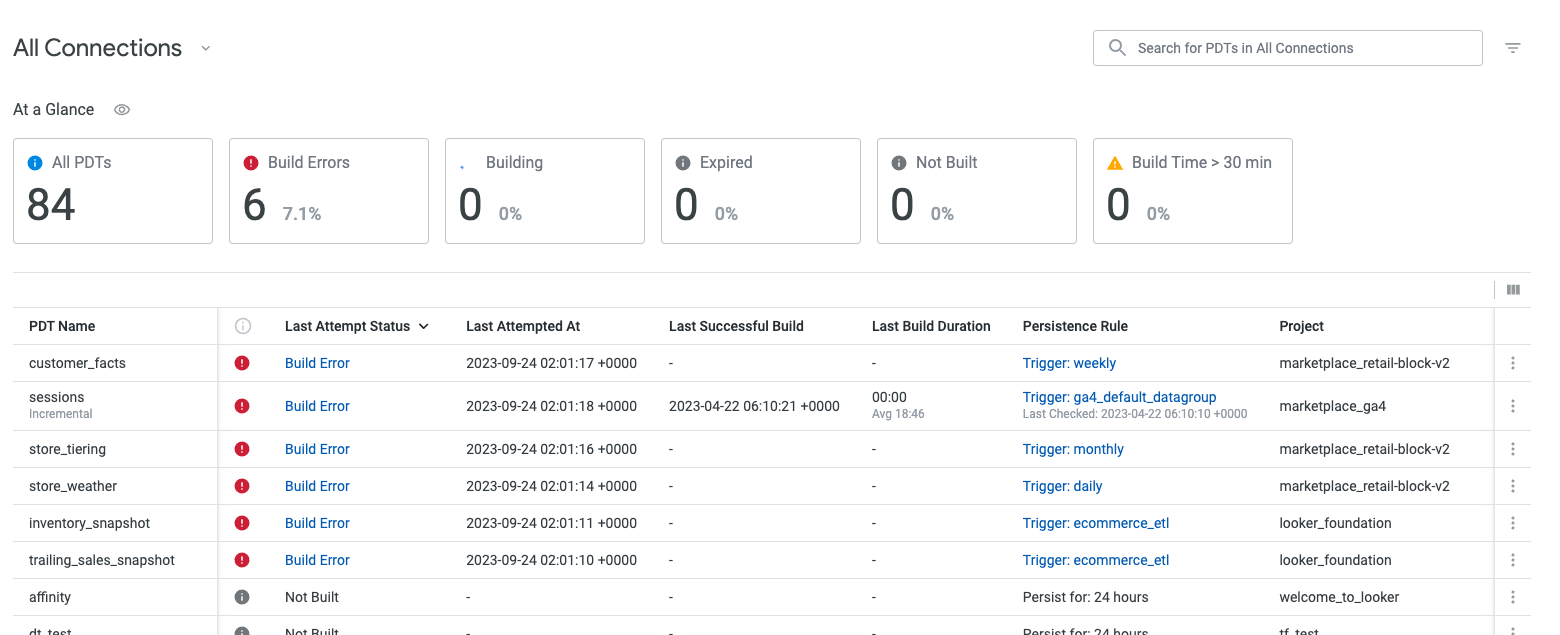 All Connections
Search for PDTs in All Connections
At a Glance
All PDTs
84
Build Errors
6 7.1%
Building
0 0%
Expired
0 0%
Not Built
0 0%
Build Time > 30 min
0 0%
PDT Name Last Attempt Status Last Attempted At Last Successful Build Last Build Duration Persistence Rule Project
customer_facts Build Error 2023-09-24 02:01:17 +0000 - - Trigger: weekly marketplace_retail-block-v2
sessions Build Error 2023-09-24 02:01:18 +0000 2023-04-22 06:10:21 +0000 00:00 Trigger: ga4_default_datagroup marketplace_ga4
Incremental Avg 18:46 Last Checked: 2023-04-22 06:10:10 +0000
store_tiering Build Error 2023-09-24 02:01:16 +0000 - - Trigger: monthly marketplace_retail-block-v2
store_weather Build Error 2023-09-24 02:01:14 +0000 - - Trigger: daily marketplace_retail-block-v2
inventory_snapshot Build Error 2023-09-24 02:01:11 +0000 - - Trigger: ecommerce_etl looker_foundation
trailing_sales_snapshot Build Error 2023-09-24 02:01:10 +0000 - - Trigger: ecommerce_etl looker_foundation
affinity Not Built - - - Persist for: 24 hours welcome_to_looker
dt_test Not Built Persist for: 24 hours tf_test